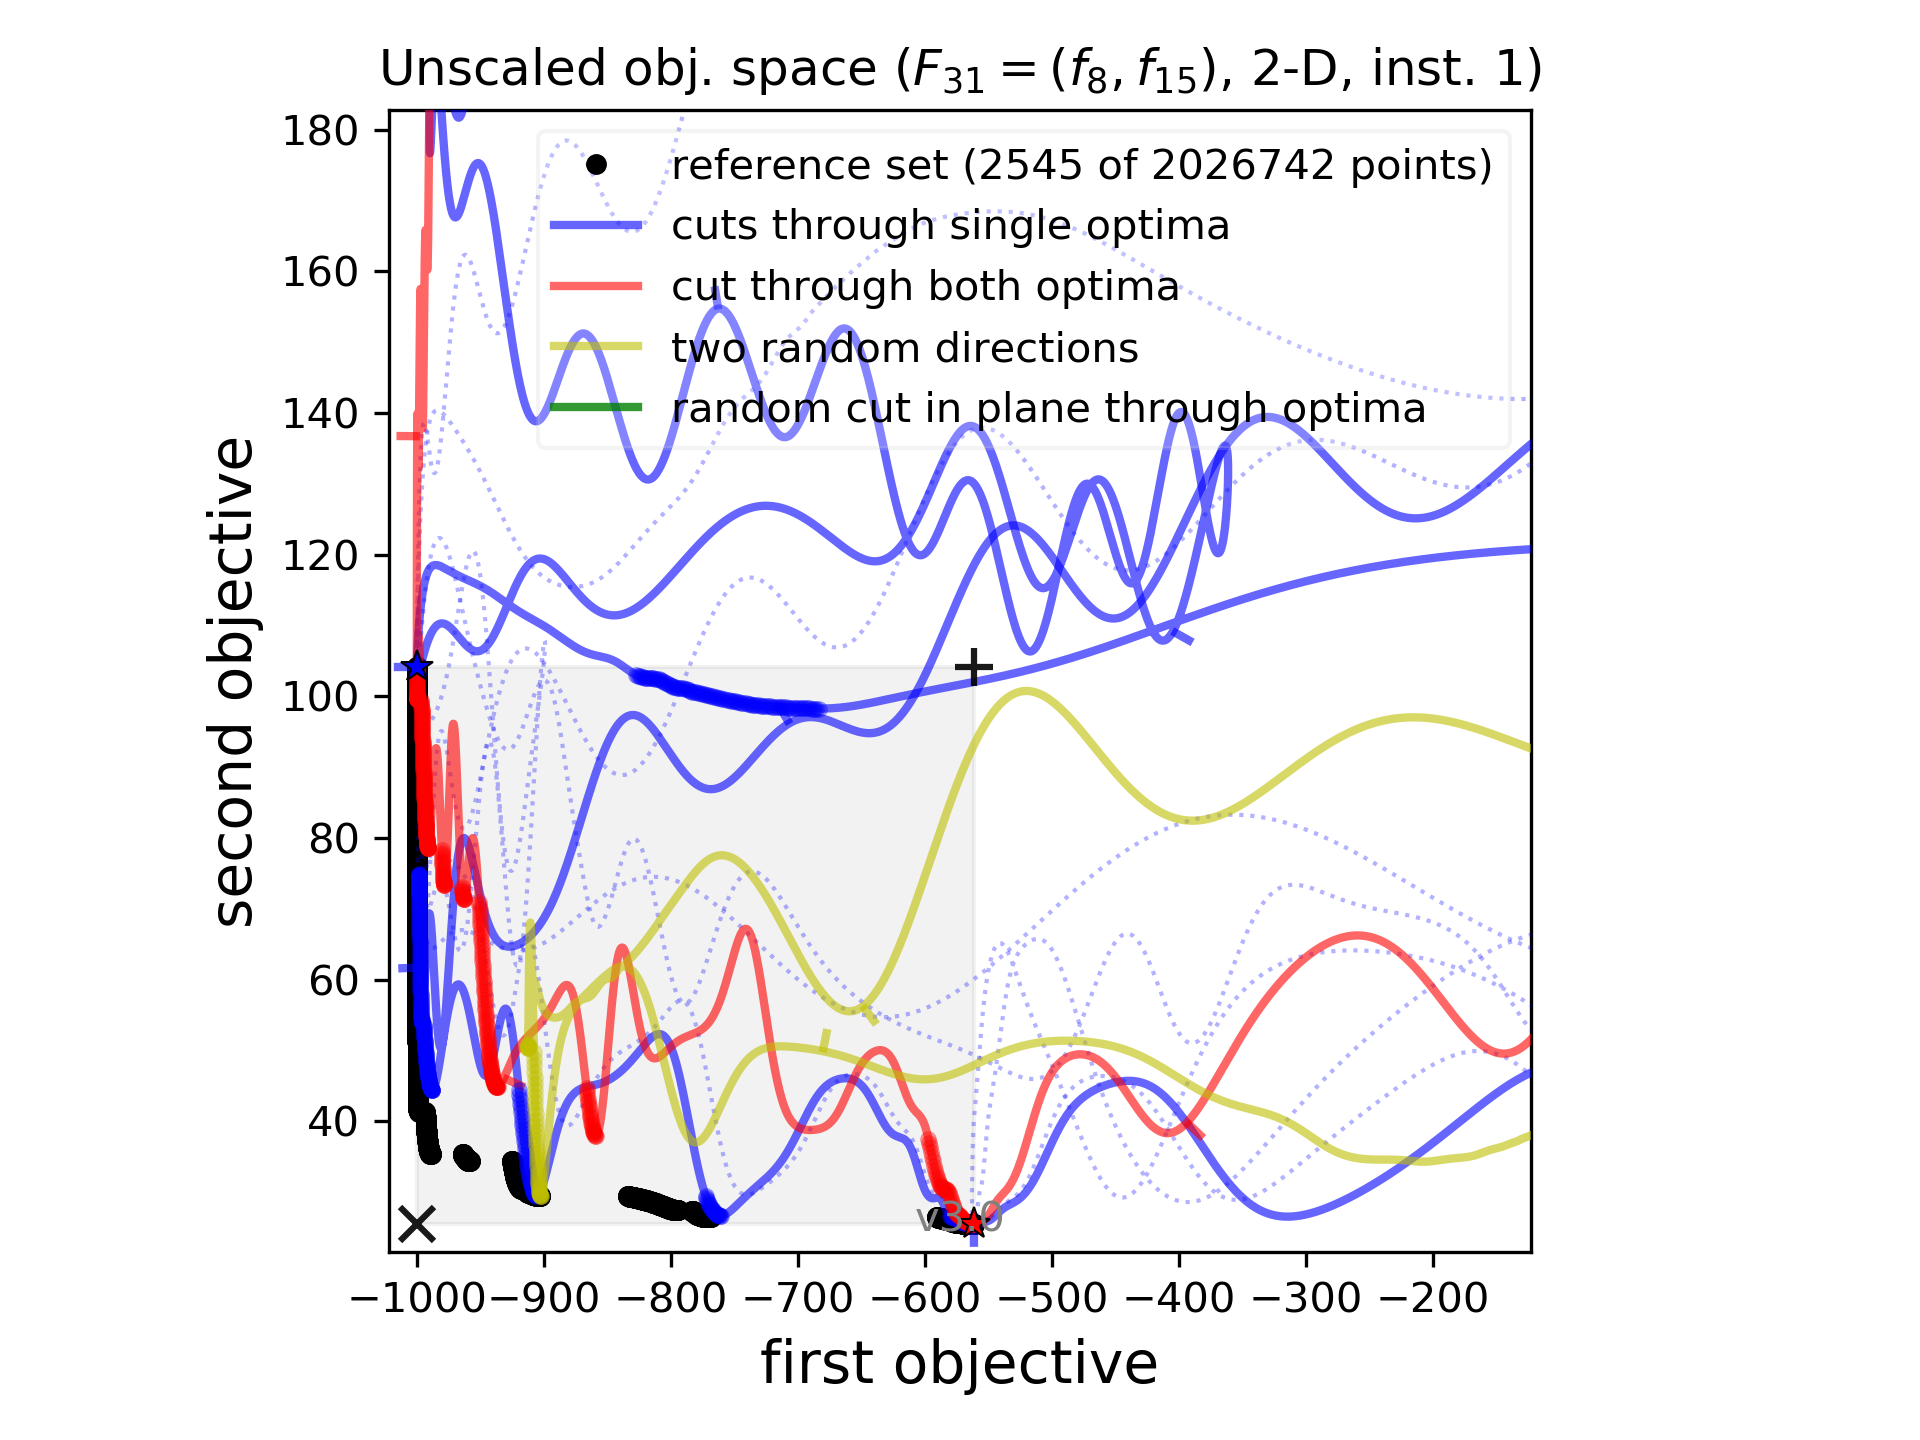 Unscaled obj. space (F31 = (f8, f15), 2-D, inst. 1)
reference set (2545 of 2026742 points)
cuts through single optima
cut through both optima
two random directions
random cut in plane through optima
second objective
180
160
140
120
100
80
60
40
v3.0
−1000 −900 −800 −700 −600 −500 −400 −300 −200
first objective